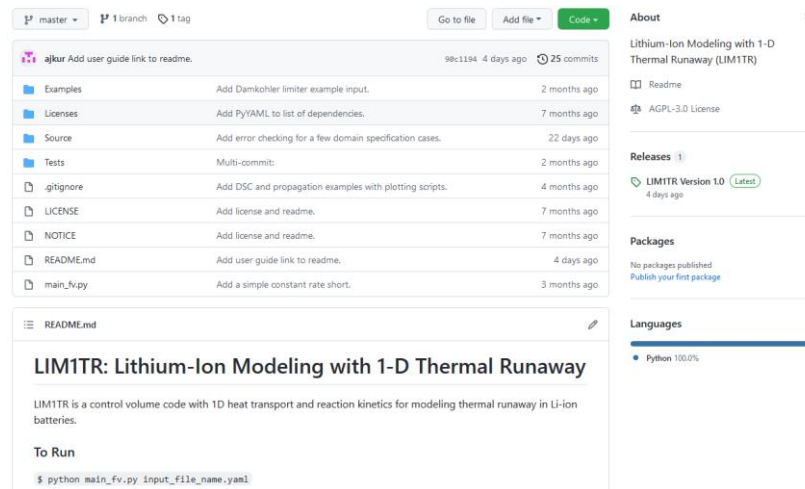 master 1 branch 1 tag Go to file Add file Code
ajkur Add user guide link to readme. 90c1194 4 days ago 25 commits
Examples Add Damkohler limiter example input. 2 months ago
Licenses Add PyYAML to list of dependencies. 7 months ago
Source Add error checking for a few domain specification cases. 22 days ago
Tests Multi-commit: 2 months ago
.gitignore Add DSC and propagation examples with plotting scripts. 4 months ago
LICENSE Add license and readme. 7 months ago
NOTICE Add license and readme. 7 months ago
README.md Add user guide link to readme. 4 days ago
main_fv.py Add a simple constant rate short. 3 months ago
README.md
LIM1TR: Lithium-Ion Modeling with 1-D Thermal Runaway
LIM1TR is a control volume code with 1D heat transport and reaction kinetics for modeling thermal runaway in Li-ion
batteries.
To Run
$ python main_fv.py input_file_name.yaml
About
Lithium-Ion Modeling with 1-D
Thermal Runaway (LIM1TR)
Readme
AGPL-3.0 License
Releases 1
LIM1TR Version 1.0 Latest
4 days ago
Packages
No packages published
Publish your first package
Languages
Python 100.0%